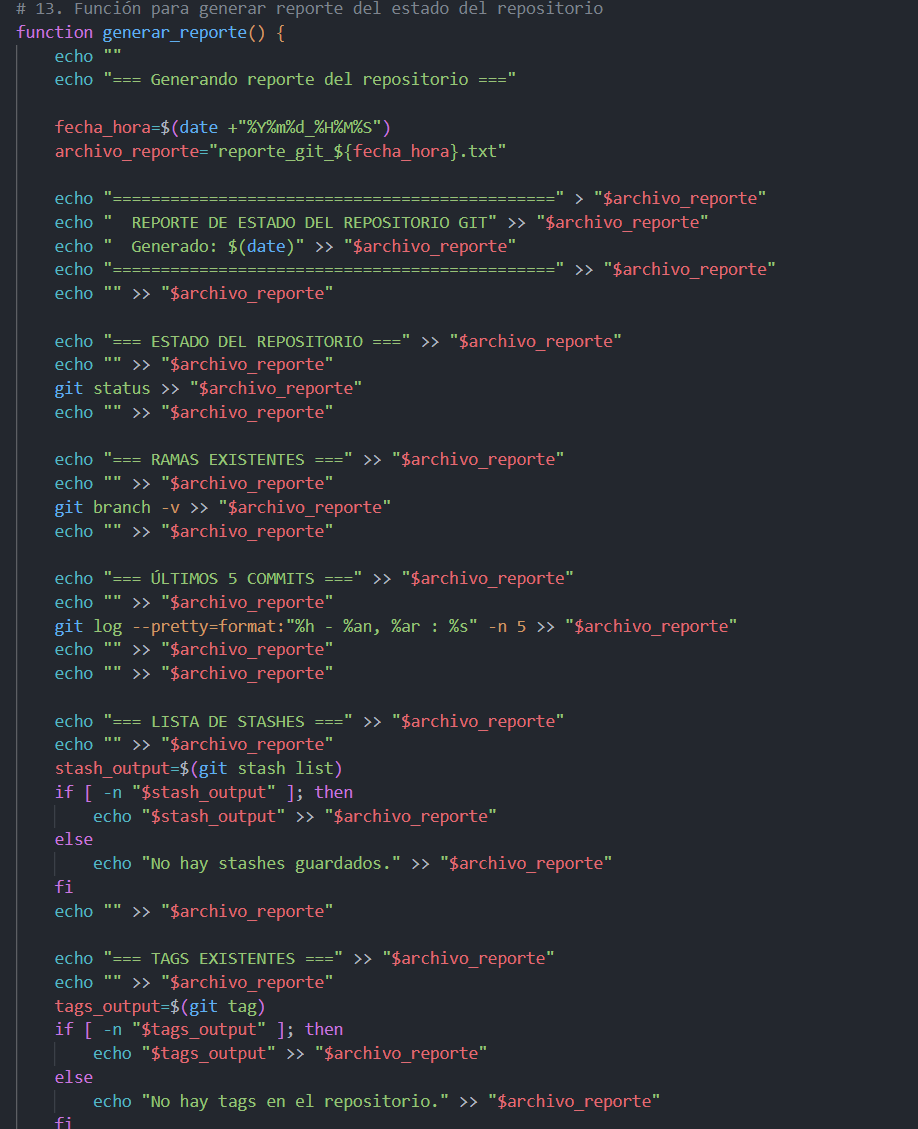 # 13. Función para generar reporte del estado del repositorio
function generar_reporte() {
    echo ""
    echo "=== Generando reporte del repositorio ==="

    fecha_hora=$(date +"%Y%m%d_%H%M%S")
    archivo_reporte="reporte_git_${fecha_hora}.txt"

    echo "==============================================" > "$archivo_reporte"
    echo "  REPORTE DE ESTADO DEL REPOSITORIO GIT" >> "$archivo_reporte"
    echo "  Generado: $(date)" >> "$archivo_reporte"
    echo "==============================================" >> "$archivo_reporte"
    echo "" >> "$archivo_reporte"

    echo "=== ESTADO DEL REPOSITORIO ===" >> "$archivo_reporte"
    echo "" >> "$archivo_reporte"
    git status >> "$archivo_reporte"
    echo "" >> "$archivo_reporte"

    echo "=== RAMAS EXISTENTES ===" >> "$archivo_reporte"
    echo "" >> "$archivo_reporte"
    git branch -v >> "$archivo_reporte"
    echo "" >> "$archivo_reporte"

    echo "=== ÚLTIMOS 5 COMMITS ===" >> "$archivo_reporte"
    echo "" >> "$archivo_reporte"
    git log --pretty=format:"%h - %an, %ar : %s" -n 5 >> "$archivo_reporte"
    echo "" >> "$archivo_reporte"
    echo "" >> "$archivo_reporte"

    echo "=== LISTA DE STASHES ===" >> "$archivo_reporte"
    echo "" >> "$archivo_reporte"
    stash_output=$(git stash list)
    if [ -n "$stash_output" ]; then
        echo "$stash_output" >> "$archivo_reporte"
    else
        echo "No hay stashes guardados." >> "$archivo_reporte"
    fi
    echo "" >> "$archivo_reporte"

    echo "=== TAGS EXISTENTES ===" >> "$archivo_reporte"
    echo "" >> "$archivo_reporte"
    tags_output=$(git tag)
    if [ -n "$tags_output" ]; then
        echo "$tags_output" >> "$archivo_reporte"
    else
        echo "No hay tags en el repositorio." >> "$archivo_reporte"
    fi